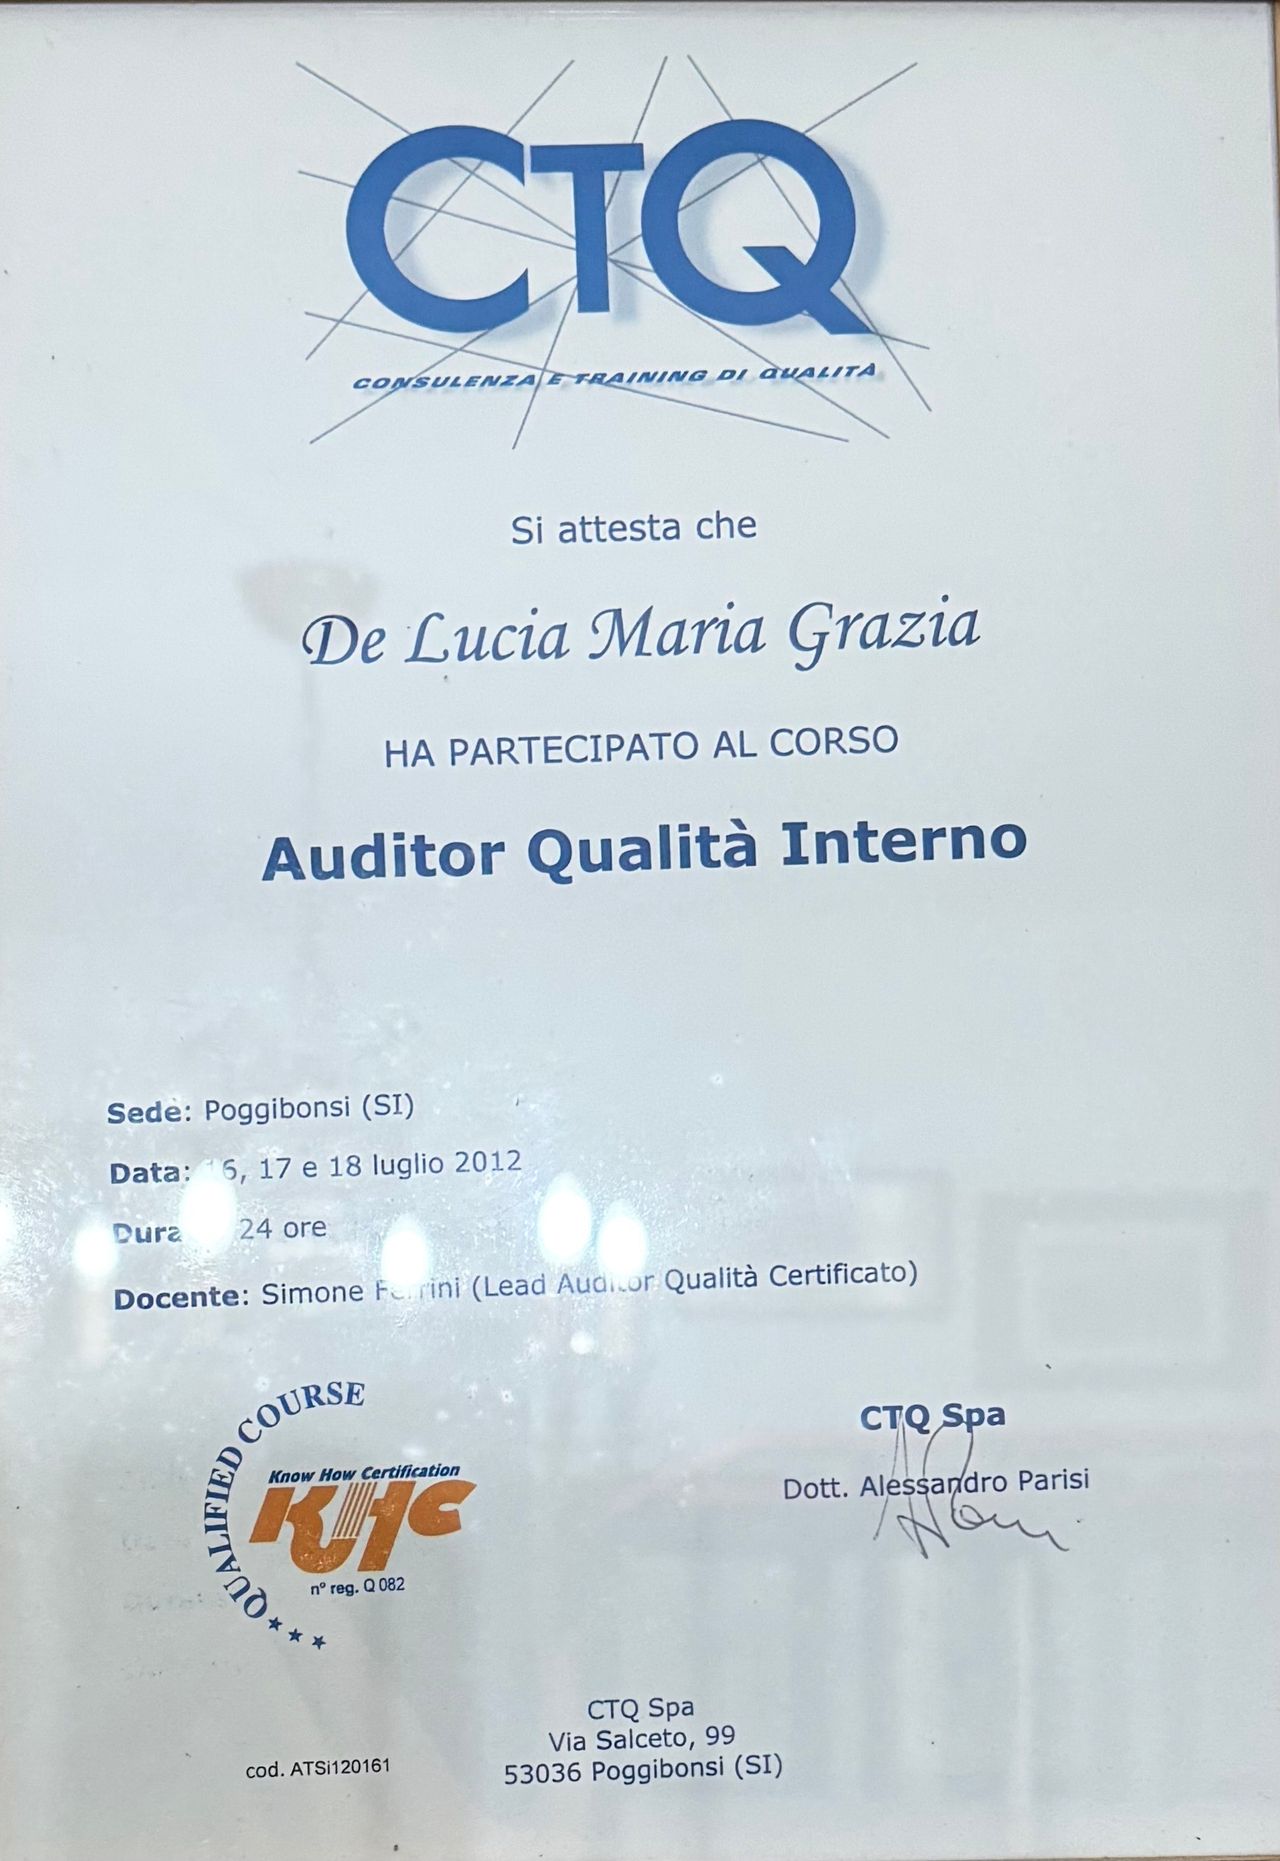 CTQ
CONSULENZA E TRAINING DI QUALITÀ
Si attesta che
De Lucia Maria Grazia
HA PARTECIPATO AL CORSO
Auditor Qualità Interno
Sede: Poggibonsi (SI)
Data: 16, 17 e 18 luglio 2012
24 ore
Docente: Simone (Lead Auditor Qualità Certificato)
QUALIFIED COURSE
Know How Certification
KHC
n° reg. Q 082
CTQ Spa
Dott. Alessandro Parisi
CTQ Spa
Via Salceto, 99
53036 Poggibonsi (SI)
cod. ATSi120161